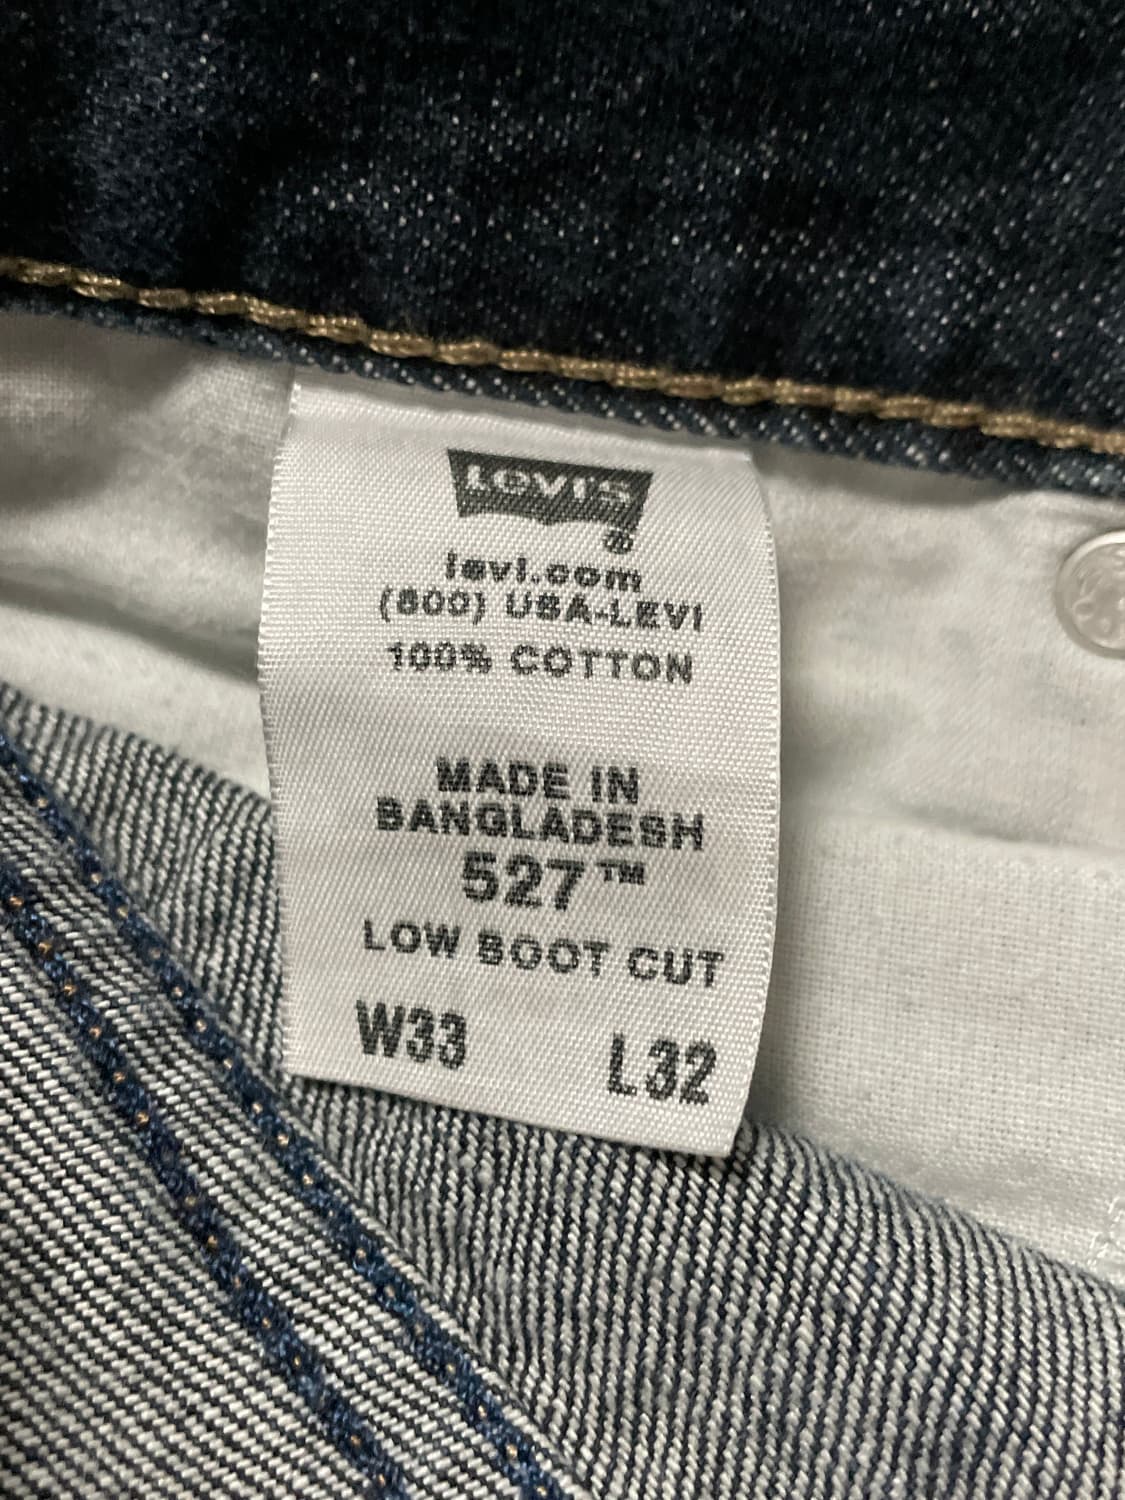 LEVI'S
®
levi.com
(800) USA-LEVI
100% COTTON
MADE IN
BANGLADESH
527™
LOW BOOT CUT
W33 L32